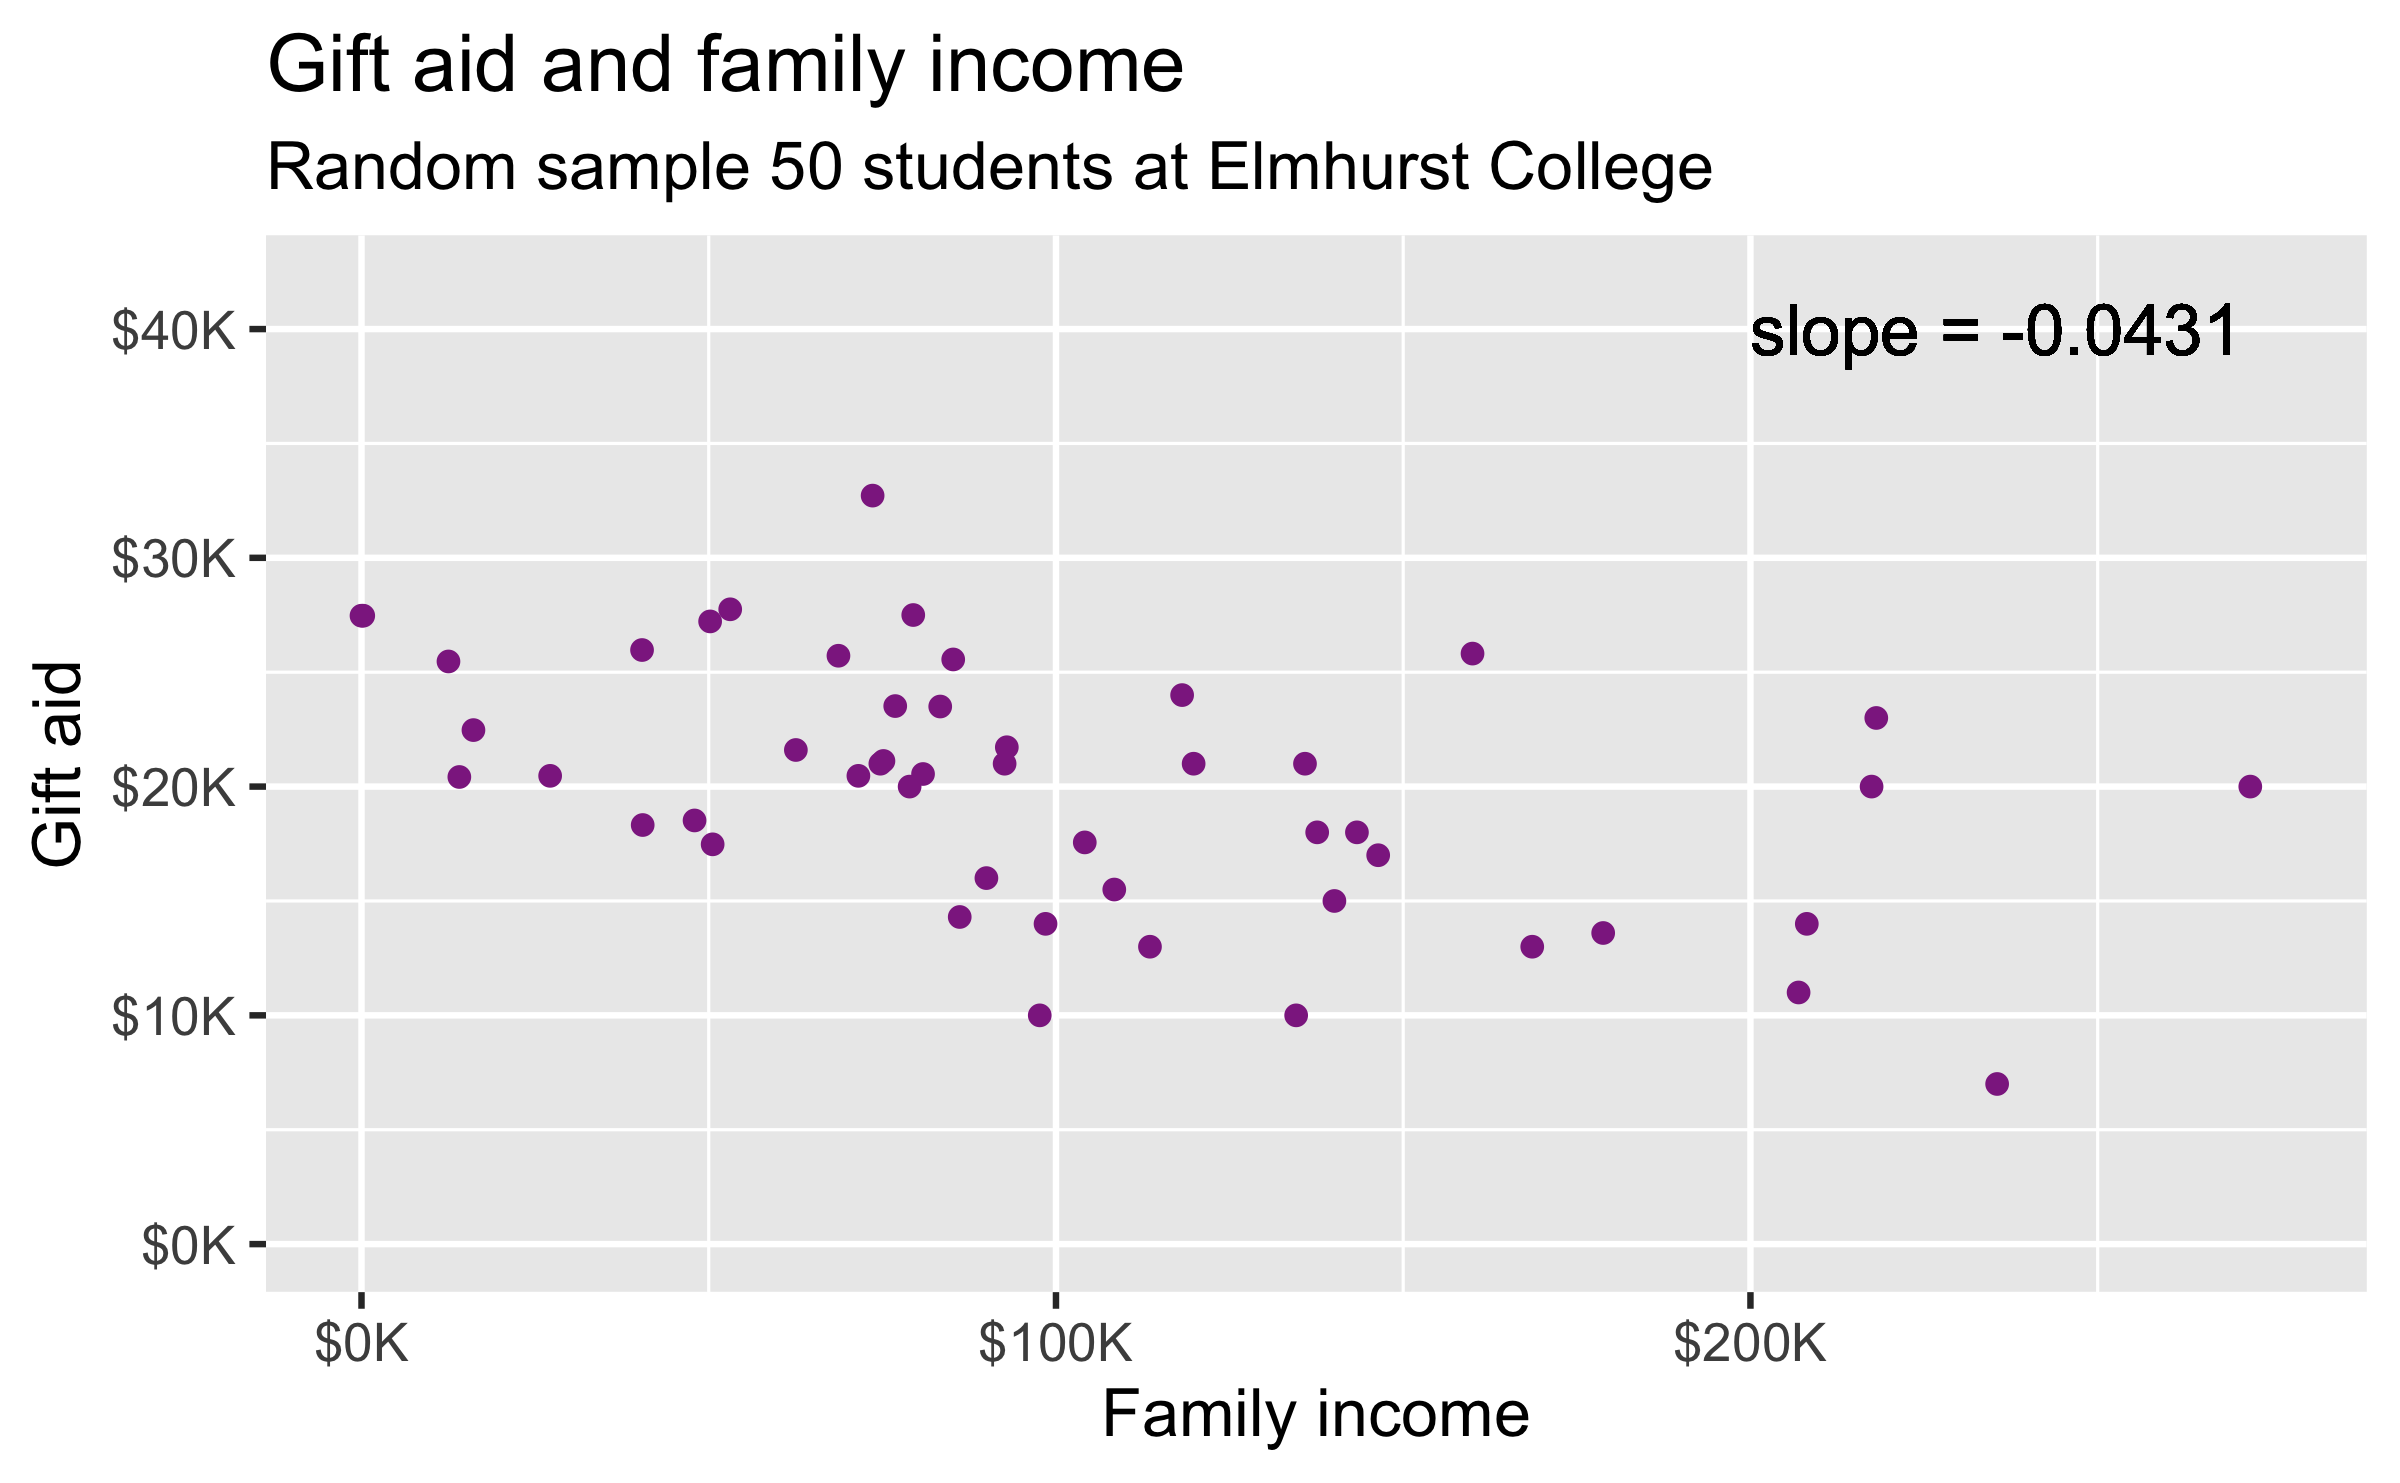 Gift aid and family income
Random sample 50 students at Elmhurst College
slope = -0.0431
$40K
$30K
$20K
$10K
$0K
Gift aid
$0K $100K $200K
Family income